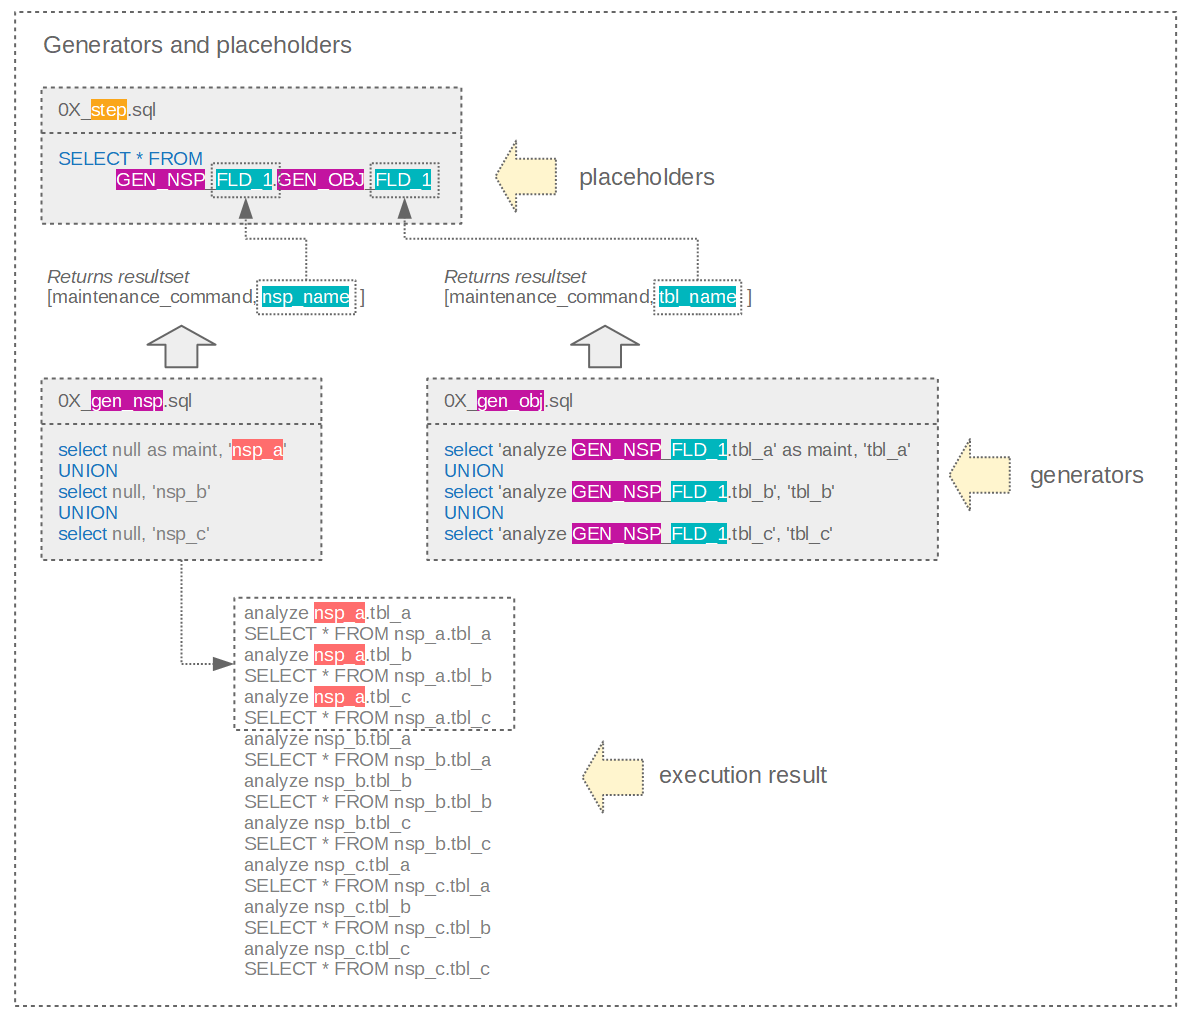 Generators and placeholders
0X_step.sql
SELECT * FROM
GEN_NSP_FLD_1.GEN_OBJ_FLD_1
placeholders
Returns resultset
[maintenance_command, nsp_name ]
Returns resultset
[maintenance_command, tbl_name ]
0X_gen_nsp.sql
select null as maint, 'nsp_a'
UNION
select null, 'nsp_b'
UNION
select null, 'nsp_c'
0X_gen_obj.sql
select 'analyze GEN_NSP_FLD_1.tbl_a' as maint, 'tbl_a'
UNION
select 'analyze GEN_NSP_FLD_1.tbl_b', 'tbl_b'
UNION
select 'analyze GEN_NSP_FLD_1.tbl_c', 'tbl_c'
generators
analyze nsp_a.tbl_a
SELECT * FROM nsp_a.tbl_a
analyze nsp_a.tbl_b
SELECT * FROM nsp_a.tbl_b
analyze nsp_a.tbl_c
SELECT * FROM nsp_a.tbl_c
analyze nsp_b.tbl_a
SELECT * FROM nsp_b.tbl_a
analyze nsp_b.tbl_b
SELECT * FROM nsp_b.tbl_b
analyze nsp_b.tbl_c
SELECT * FROM nsp_b.tbl_c
analyze nsp_c.tbl_a
SELECT * FROM nsp_c.tbl_a
analyze nsp_c.tbl_b
SELECT * FROM nsp_c.tbl_b
analyze nsp_c.tbl_c
SELECT * FROM nsp_c.tbl_c
execution result